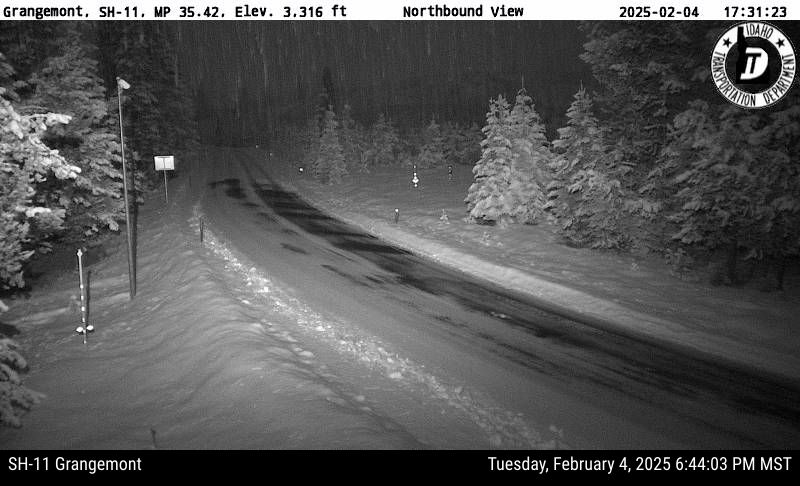 Grangemont, SH-11, MP 35.42, Elev. 3,316 ft Northbound View 2025-02-04 17:31:23
IDAHO
TRANSPORTATION DEPARTMENT
SH-11 Grangemont Tuesday, February 4, 2025 6:44:03 PM MST